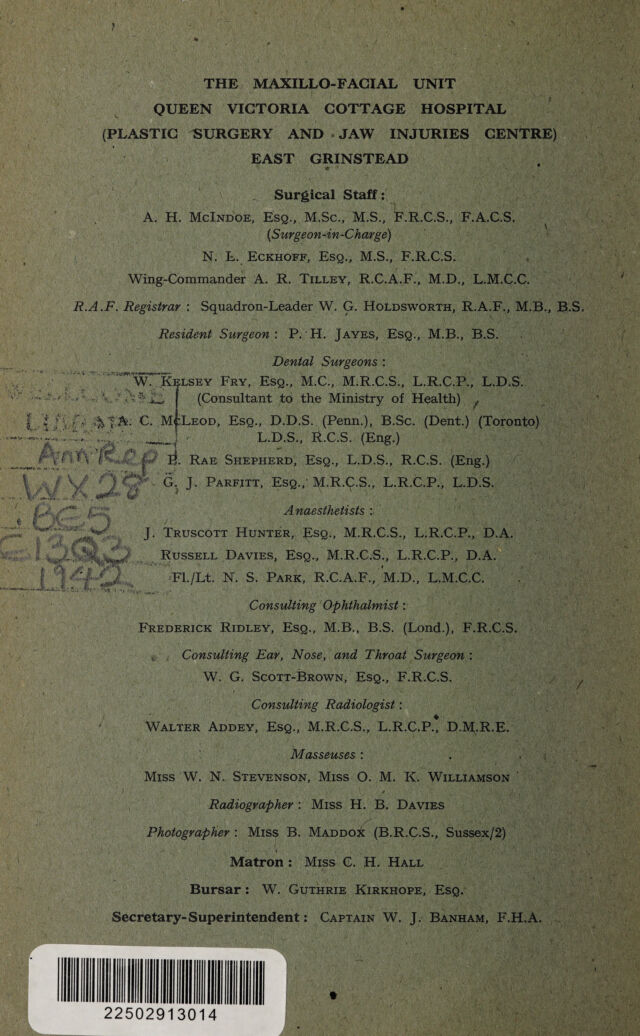 THE MAXILLO-FACIAL UNIT
QUEEN VICTORIA COTTAGE HOSPITAL
(PLASTIC SURGERY AND JAW INJURIES CENTRE)
EAST GRINSTEAD
Surgical Staff:
A. H. McIndoe, Esq., M.Sc., M.S., F.R.C.S., F.A.C.S.
(Surgeon-in-Charge)
N. L. Eckhoff, Esq., M.S., F.R.C.S.
Wing-Commander A. R. Tilley, R.C.A.F., M.D., L.M.C.C.
R.A.F. Registrar : Squadron-Leader W. G. Holdsworth, R.A.F., M.B., B.S.
Resident Surgeon : P. H. Jayes, Esq., M.B., B.S.
Dental Surgeons :
W. Kelsey Fry, Esq., M.C., M.R.C.S., L.R.C.P., L.D.S.
(Consultant to the Ministry of Health)
A. C. McLeod, Esq., D.D.S. (Penn.), B.Sc. (Dent.) (Toronto)
L.D.S., R.C.S. (Eng.)
Rae Shepherd, Esq., L.D.S., R.C.S. (Eng.)
G. J. Parfitt, Esq., M.R.C.S., L.R.C.P., L.D.S.
Ann Rep
WX28
BE5
1942
Anaesthetists :
J. Truscott Hunter, Esq., M.R.C.S., L.R.C.P., D.A.
Russell Davies, Esq., M.R.C.S., L.R.C.P., D.A.
Fl./Lt. N. S. Park, R.C.A.F., M.D., L.M.C.C.
Consulting Ophthalmist :
Frederick Ridley, Esq., M.B., B.S. (Lond.), F.R.C.S.
Consulting Ear, Nose, and Throat Surgeon :
W. G. Scott-Brown, Esq., F.R.C.S.
Consulting Radiologist :
Walter Addey, Esq., M.R.C.S., L.R.C.P., D.M.R.E.
Masseuses :
Miss W. N. Stevenson, Miss O. M. K. Williamson
Radiographer : Miss H. B. Davies
Photographer : Miss B. Maddox (B.R.C.S., Sussex/2)
Matron : Miss C. H. Hall
Bursar : W. Guthrie Kirkhope, Esq.
Secretary-Superintendent : Captain W. J. Banham, F.H.A.
22502913014